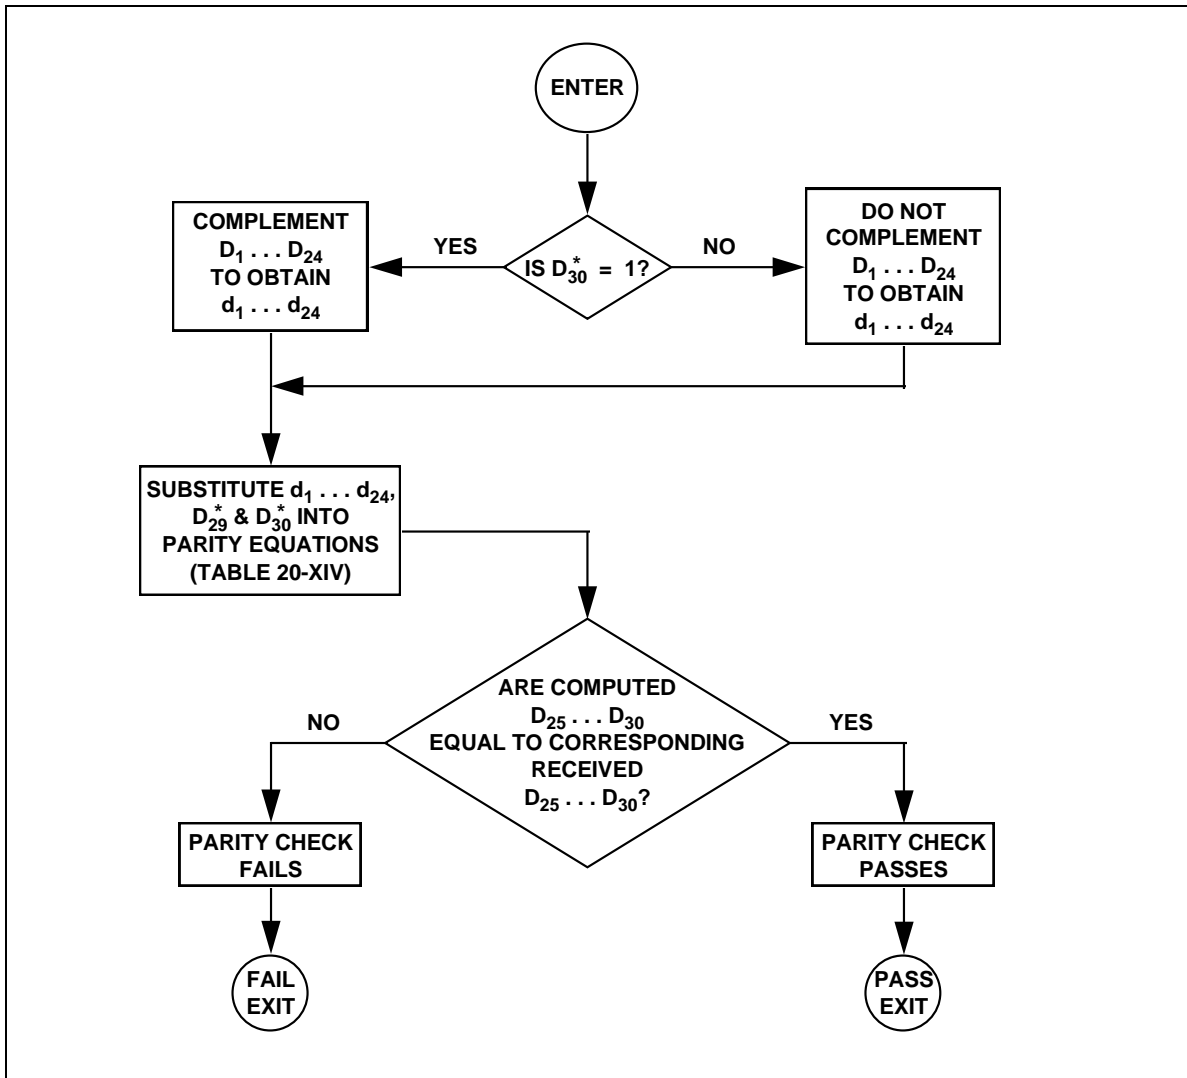 ENTER
COMPLEMENT
D₁ . . . D₂₄
TO OBTAIN
d₁ . . . d₂₄
YES
IS D*₃₀ = 1?
NO
DO NOT
COMPLEMENT
D₁ . . . D₂₄
TO OBTAIN
d₁ . . . d₂₄
SUBSTITUTE d₁ . . . d₂₄,
D*₂₉ & D*₃₀ INTO
PARITY EQUATIONS
(TABLE 20-XIV)
ARE COMPUTED
D₂₅ . . . D₃₀
EQUAL TO CORRESPONDING
RECEIVED
D₂₅ . . . D₃₀?
NO
YES
PARITY CHECK
FAILS
PARITY CHECK
PASSES
FAIL
EXIT
PASS
EXIT